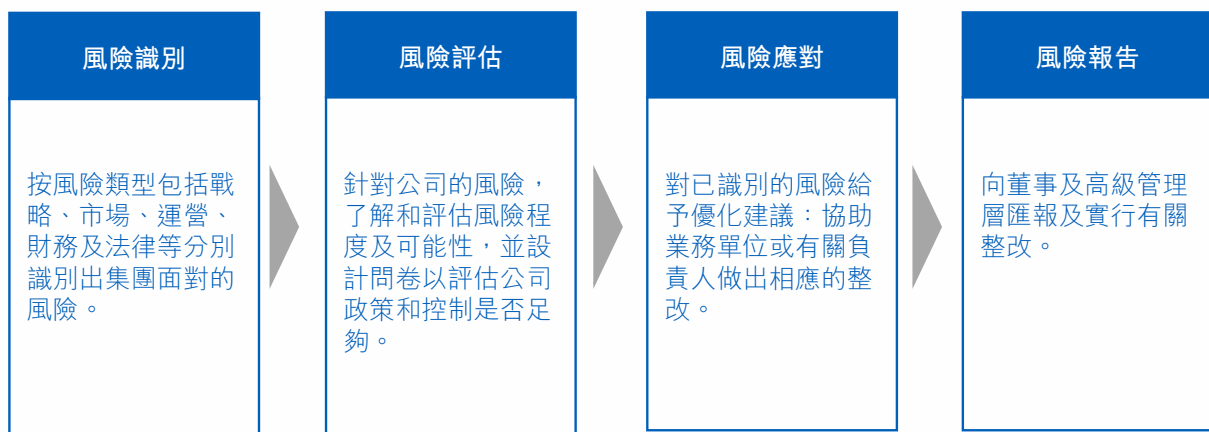 風險識別
按風險類型包括戰
略、市場、運營、
財務及法律等分別
識別出集團面對的
風險。
風險評估
針對公司的風險，
了解和評估風險程
度及可能性，並設
計問卷以評估公司
政策和控制是否足
夠。
風險應對
對已識別的風險給
予優化建議：協助
業務單位或有關負
責人做出相應的整
改。
風險報告
向董事及高級管理
層匯報及實行有關
整改。